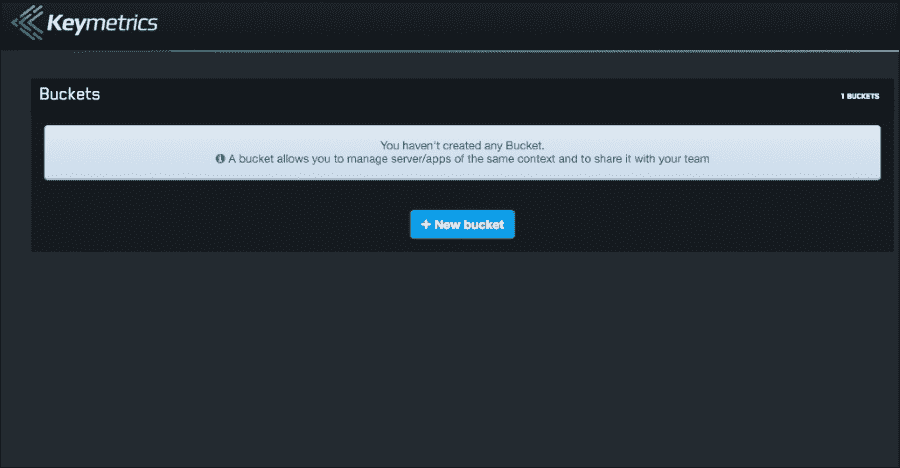 Keymetrics
Buckets
1 BUCKETS
You haven't created any Bucket.
A bucket allows you to manage server/apps of the same context and to share it with your team
+ New bucket